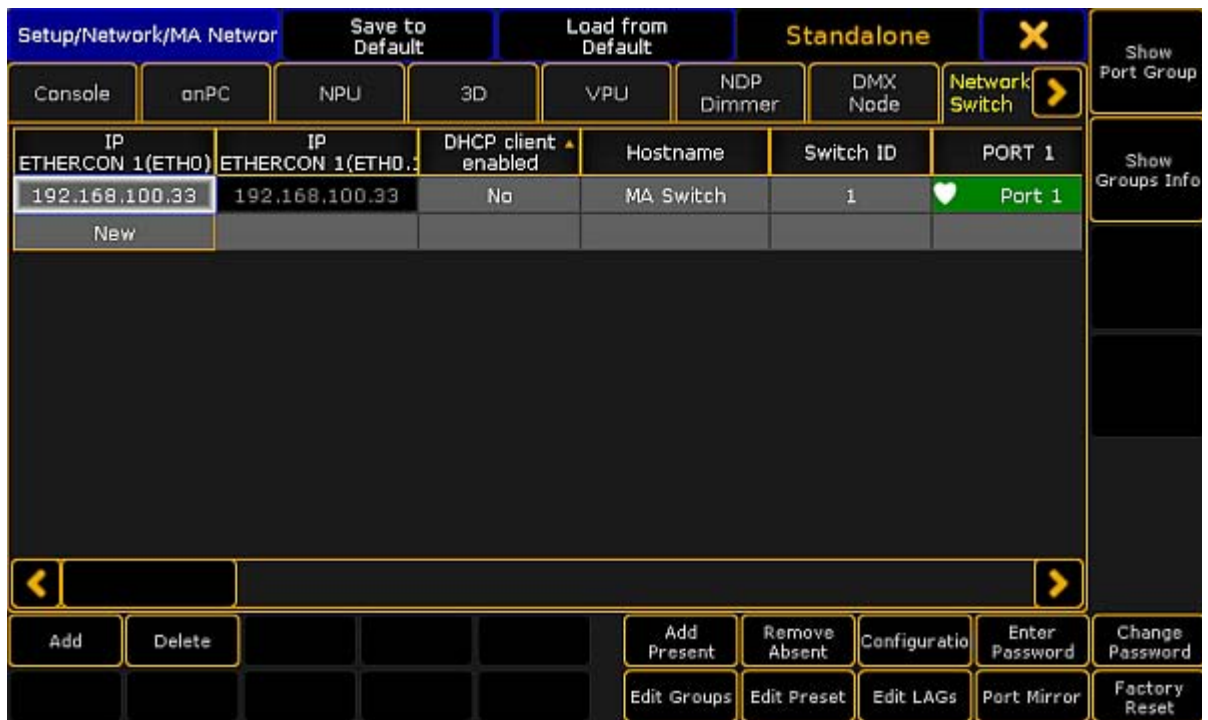 Setup/Network/MA Networ
Save to
Default
Load from
Default
Standalone
Show
Port Group
Console
onPC
NPU
3D
VPU
NDP
Dimmer
DMX
Node
Network
Switch
IP
ETHERCON 1(ETH0)
IP
ETHERCON 1(ETH0.:
DHCP client
enabled
Hostname
Switch ID
PORT 1
Show
Groups Info
192.168.100.33
192.168.100.33
No
MA Switch
1
Port 1
New
Add
Delete
Add
Present
Remove
Absent
Configuratio
Enter
Password
Change
Password
Edit Groups
Edit Preset
Edit LAGs
Port Mirror
Factory
Reset